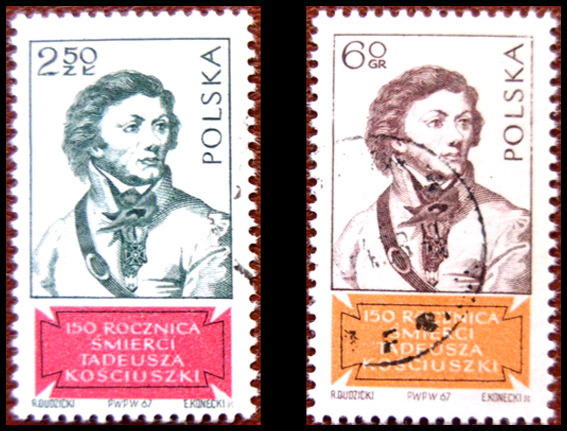 2.50
ZŁ
POLSKA
150 ROCZNICA
ŚMIERCI
TADEUSZA
KOŚCIUSZKI
R.DUDZICKI PWPW 67 E.KONECKI
60
GR
POLSKA
150 ROCZNICA
ŚMIERCI
TADEUSZA
KOŚCIUSZKI
R.DUDZICKI PWPW 67 E.KONECKI